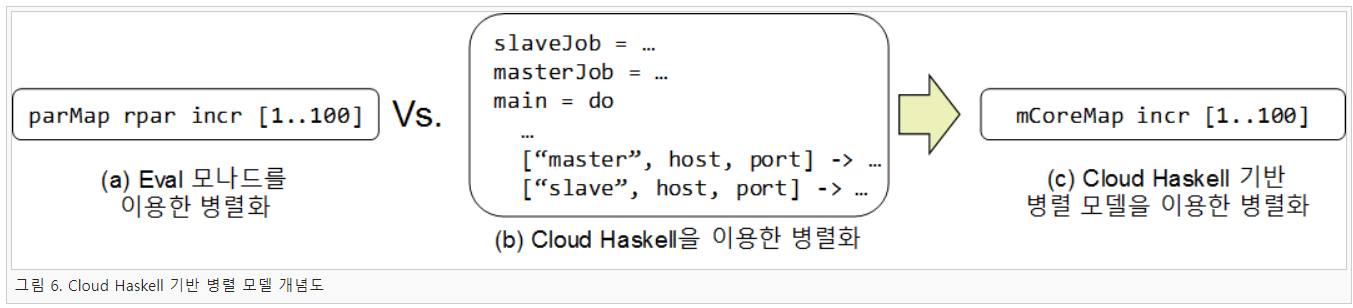 parMap rpar incr [1..100]
(a) Eval 모나드를
이용한 병렬화
Vs.
slaveJob = …
masterJob = …
main = do
…
[“master”, host, port] -> …
[“slave”, host, port] -> …
(b) Cloud Haskell을 이용한 병렬화
mCoreMap incr [1..100]
(c) Cloud Haskell 기반
병렬 모델을 이용한 병렬화
그림 6. Cloud Haskell 기반 병렬 모델 개념도